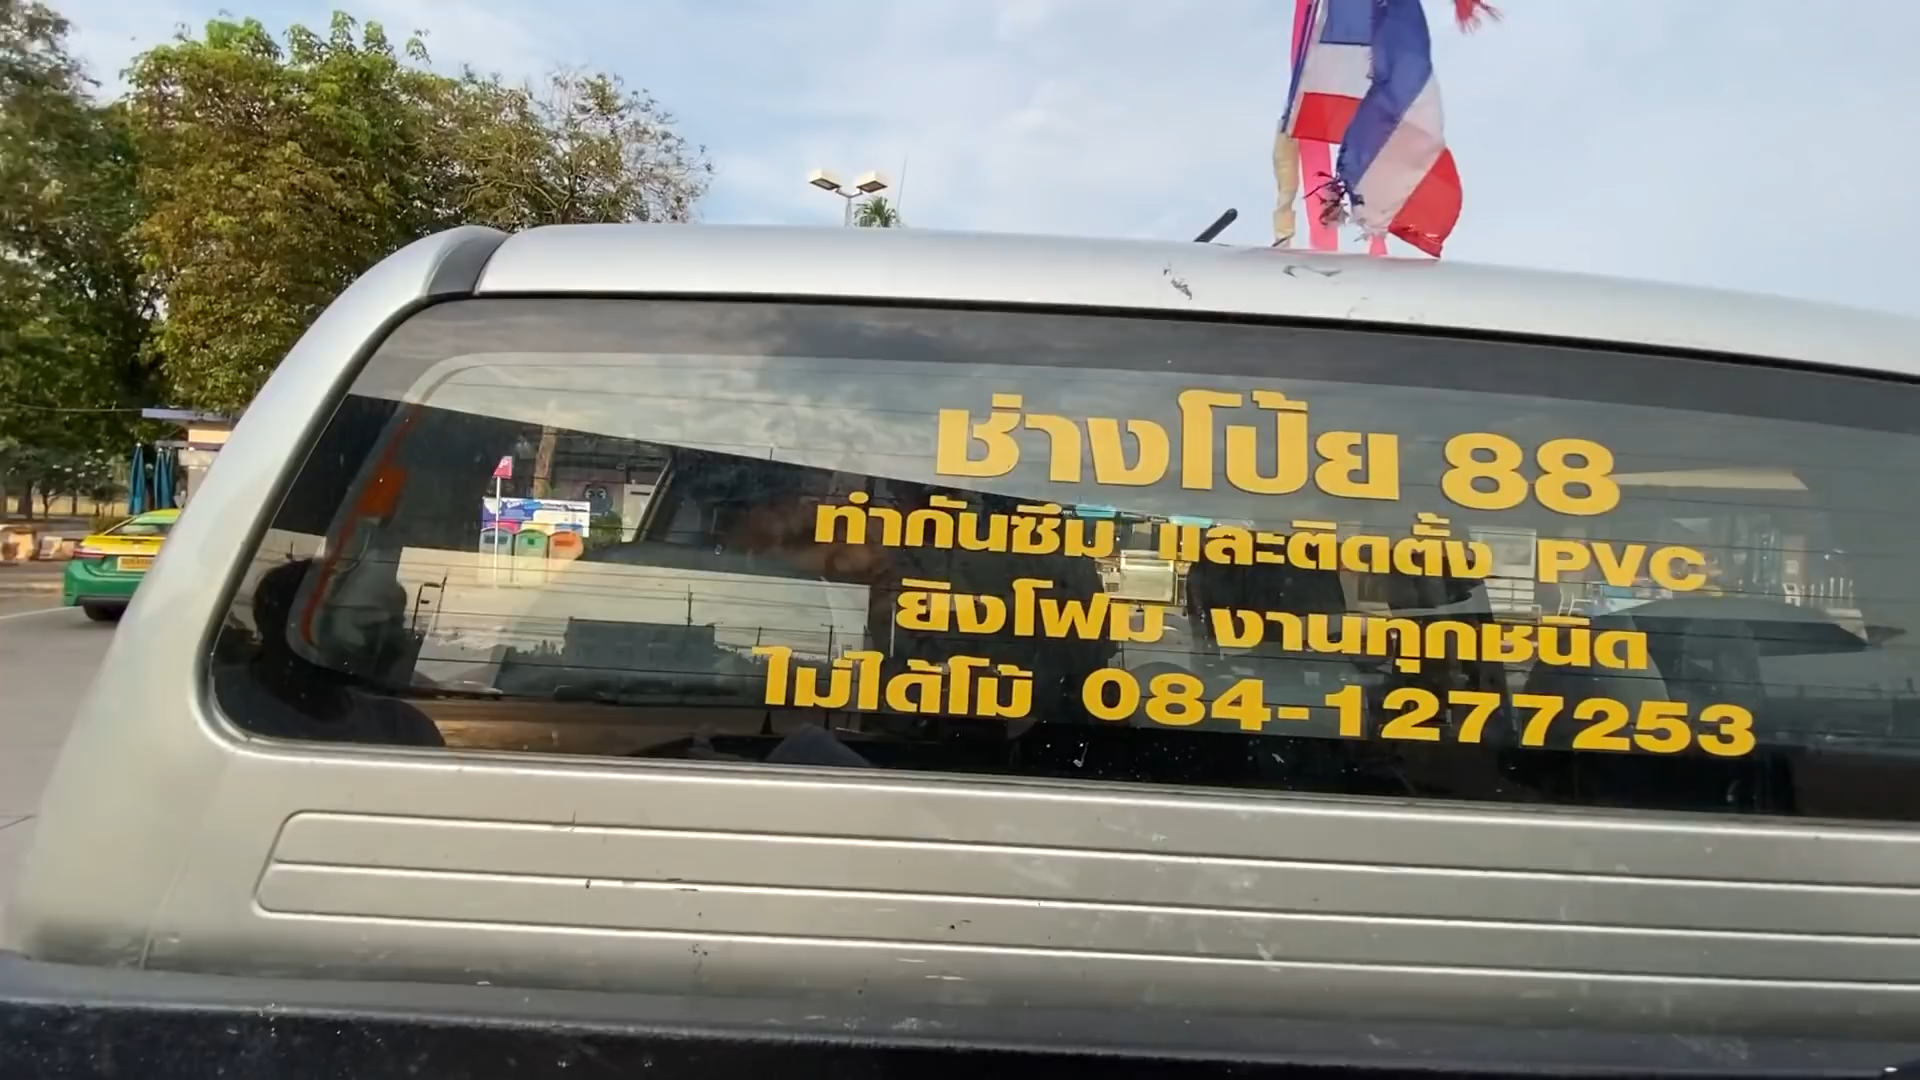 ช่างโป้ย 88
ทำกันซึม และติดตั้ง PVC
ยิงโฟม งานทุกชนิด
ไม่ได้โม้ 084-1277253